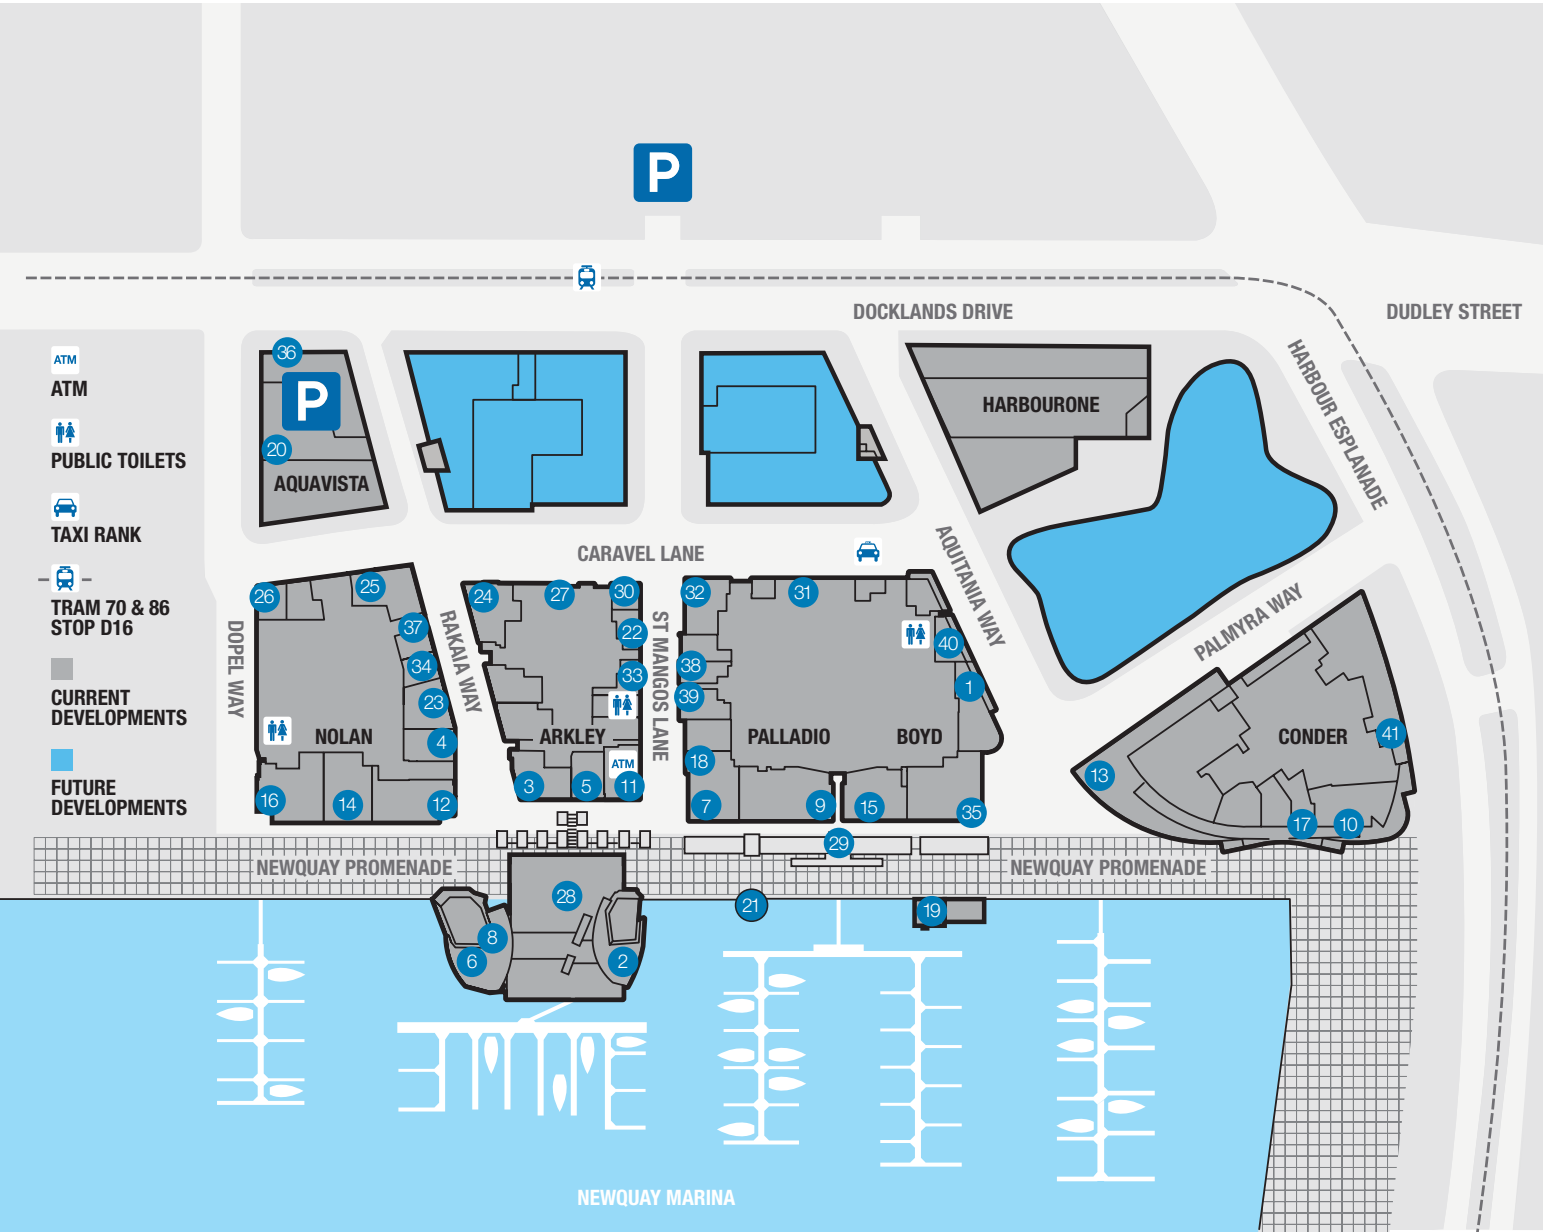 P
DOCKLANDS DRIVE
DUDLEY STREET
HARBOUR ESPLANADE
ATM
ATM
PUBLIC TOILETS
TAXI RANK
TRAM 70 & 86
STOP D16
CURRENT
DEVELOPMENTS
FUTURE
DEVELOPMENTS
36
P
20
AQUAVISTA
HARBOURONE
CARAVEL LANE
AQUITANIA WAY
PALMYRA WAY
DOPEL WAY
RAKAIA WAY
ST MANGOS LANE
26
25
37
34
23
4
NOLAN
16
14
12
24
27
30
22
33
ARKLEY
ATM
3
5
11
32
31
38
39
40
1
PALLADIO
BOYD
18
7
9
15
35
CONDER
41
13
17
10
29
NEWQUAY PROMENADE
NEWQUAY PROMENADE
28
21
19
8
6
2
NEWQUAY MARINA